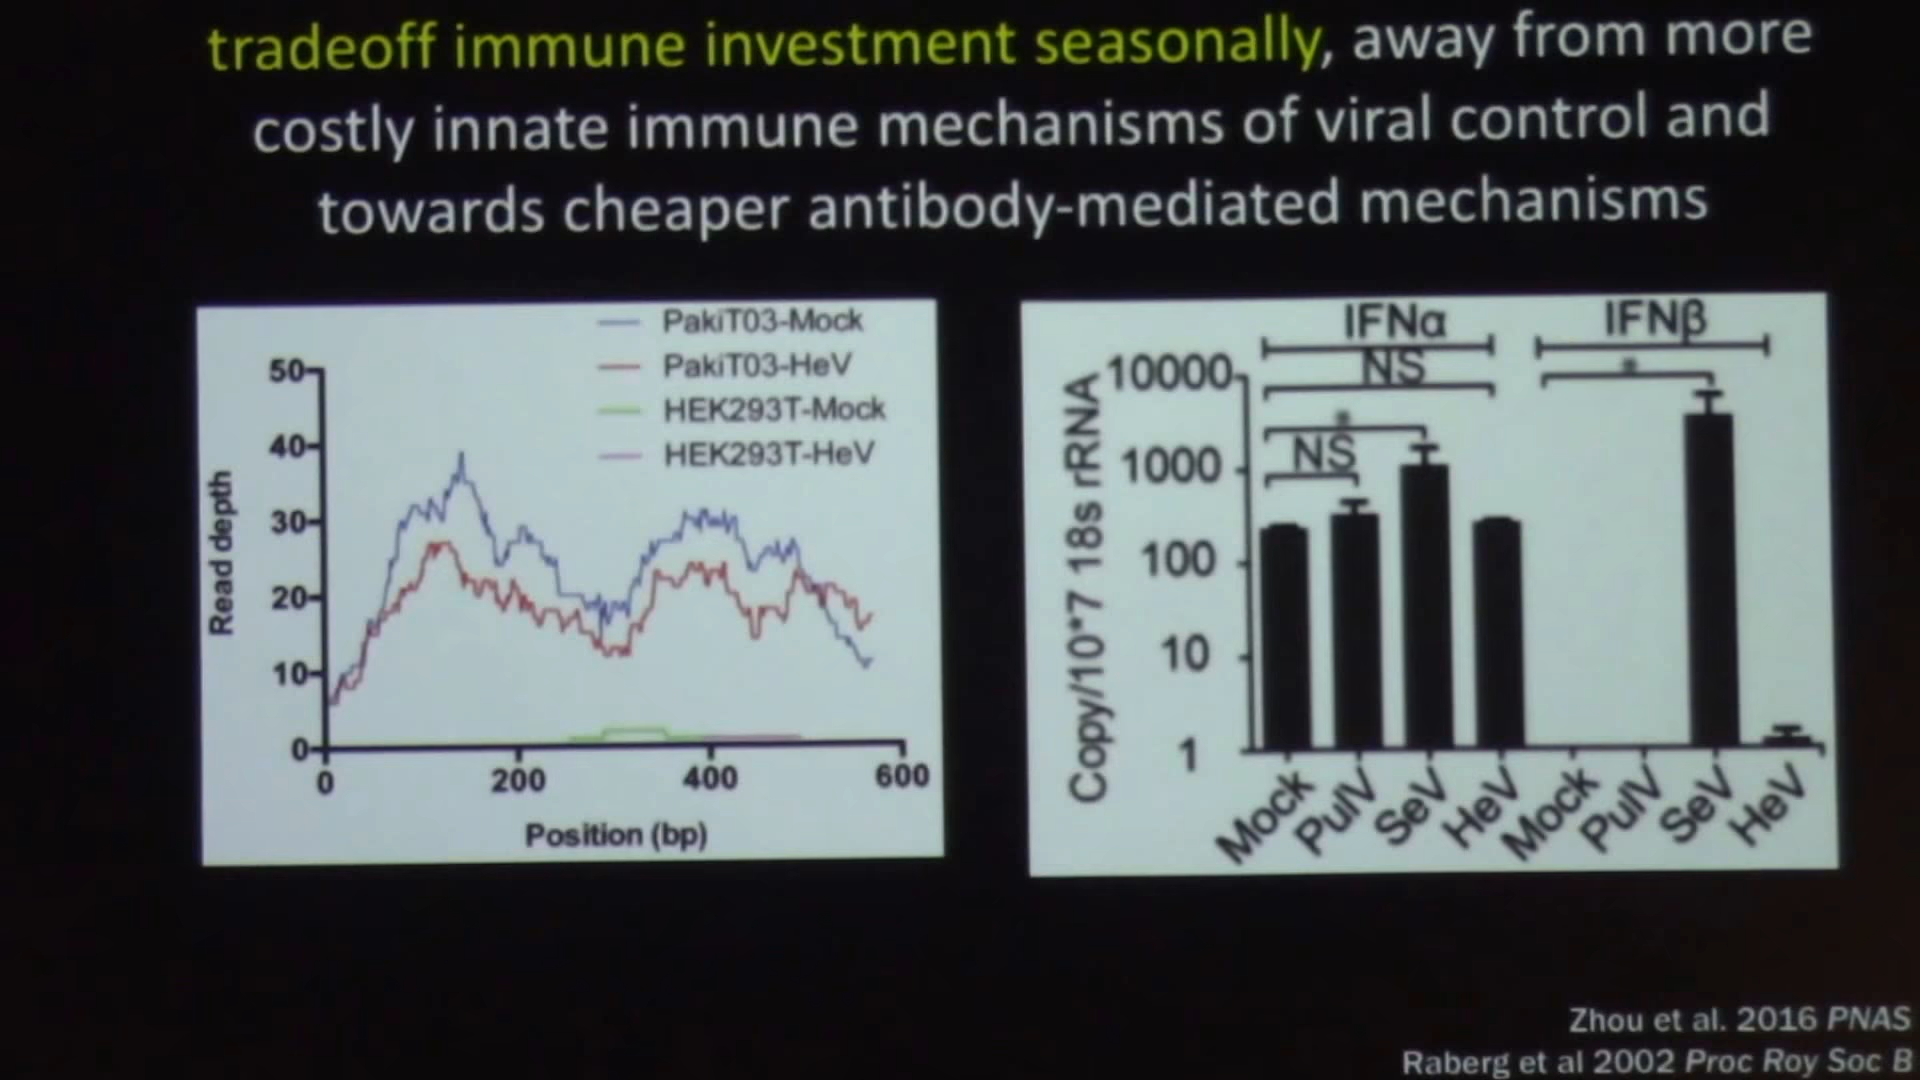 tradeoff immune investment seasonally, away from more
costly innate immune mechanisms of viral control and
towards cheaper antibody-mediated mechanisms
PakiT03-Mock
PakiT03-HeV
HEK293T-Mock
HEK293T-HeV
50
40
30
20
10
0
Read depth
0 200 400 600
Position (bp)
IFNα IFNβ
NS *
*
NS
10000
1000
100
10
1
Copy/10*7 18s rRNA
Mock PulV SeV HeV Mock PulV SeV HeV
Zhou et al. 2016 PNAS
Raberg et al 2002 Proc Roy Soc B